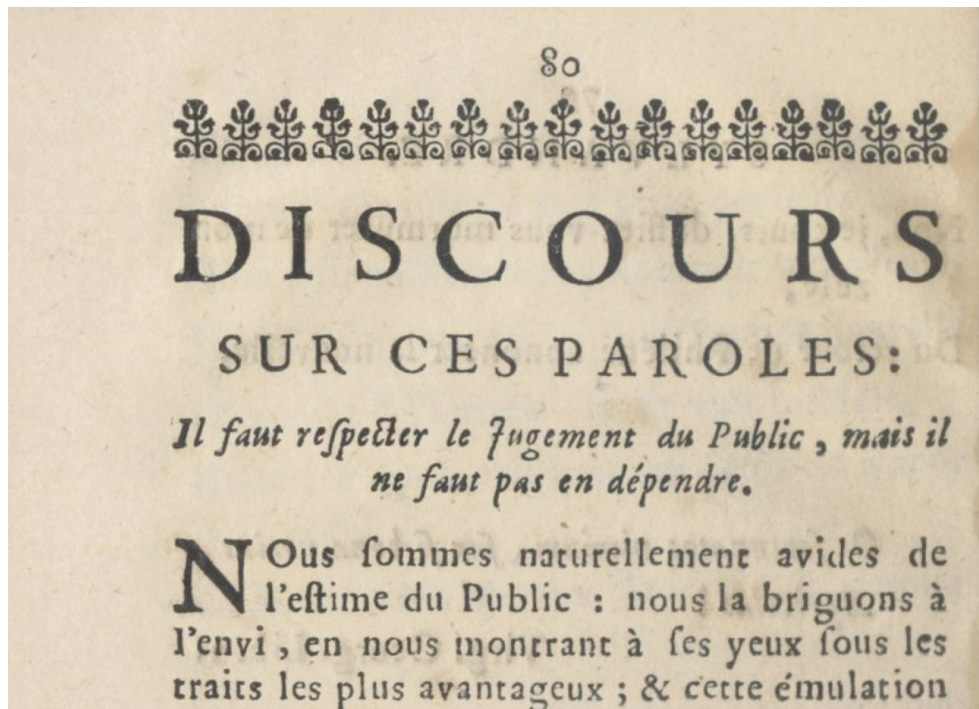 80
DISCOURS
SUR CES PAROLES:
Il faut reſpecter le Jugement du Public, mais il
ne faut pas en dépendre.
NOus ſommes naturellement avides de
l'eſtime du Public : nous la briguons à
l'envi, en nous montrant à ſes yeux ſous les
traits les plus avantageux ; & cette émulation